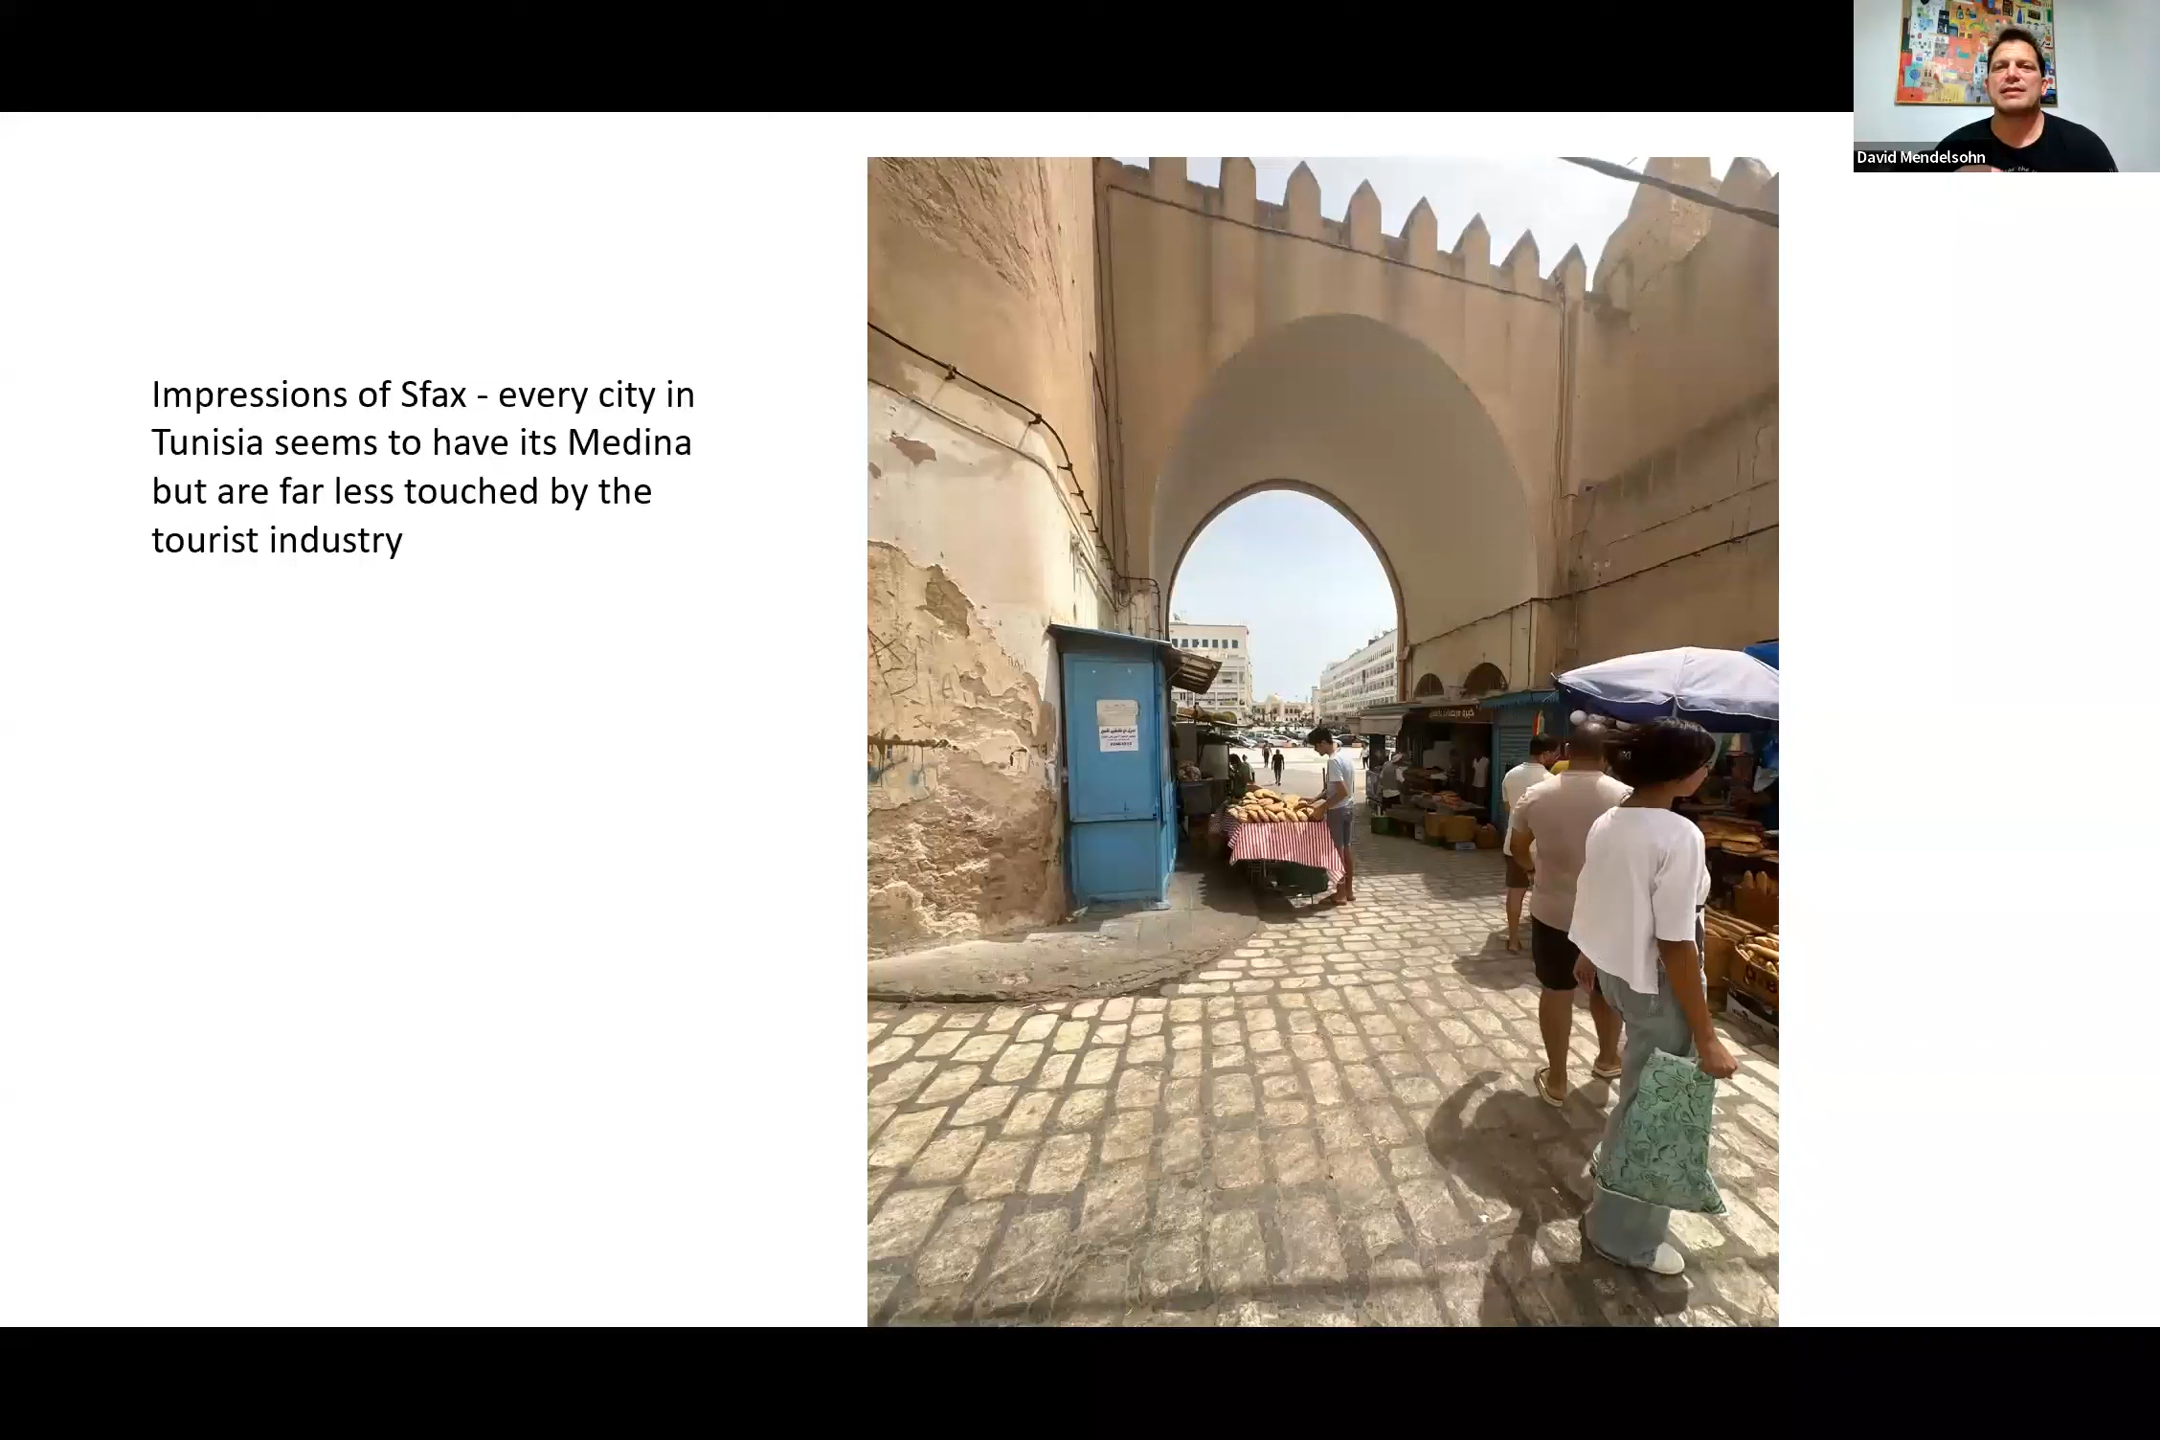 David Mendelsohn
Impressions of Sfax - every city in
Tunisia seems to have its Medina
but are far less touched by the
tourist industry